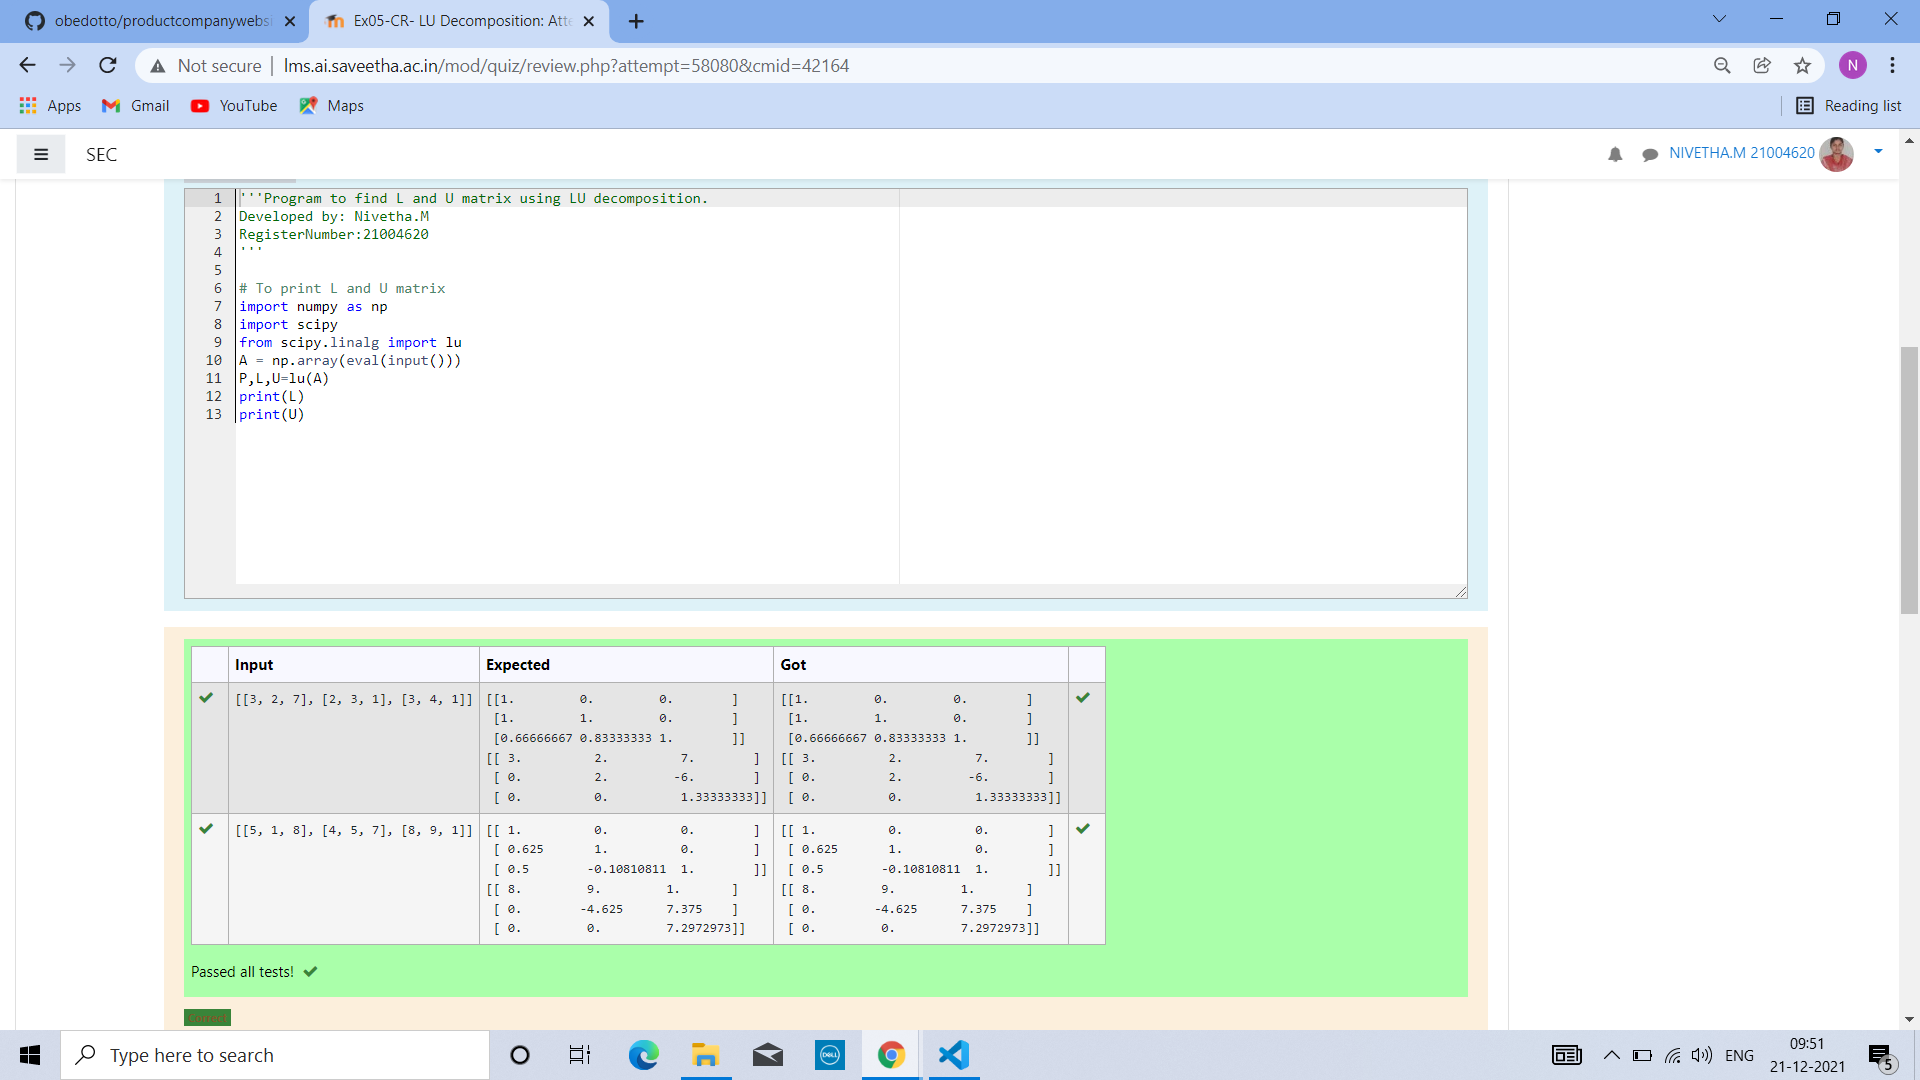 obedotto/productcompanywebsi
Ex05-CR- LU Decomposition: Atte
Not secure | lms.ai.saveetha.ac.in/mod/quiz/review.php?attempt=58080&cmid=42164
N
Apps Gmail YouTube Maps Reading list
SEC NIVETHA.M 21004620
1 '''Program to find L and U matrix using LU decomposition.
2 Developed by: Nivetha.M
3 RegisterNumber:21004620
4 '''
5
6 # To print L and U matrix
7 import numpy as np
8 import scipy
9 from scipy.linalg import lu
10 A = np.array(eval(input()))
11 P,L,U=lu(A)
12 print(L)
13 print(U)
Input Expected Got
[[3, 2, 7], [2, 3, 1], [3, 4, 1]] [[1. 0. 0. ] [[1. 0. 0. ]
[1. 1. 0. ] [1. 1. 0. ]
[0.66666667 0.83333333 1. ]] [0.66666667 0.83333333 1. ]]
[[ 3. 2. 7. ] [[ 3. 2. 7. ]
[ 0. 2. -6. ] [ 0. 2. -6. ]
[ 0. 0. 1.33333333]] [ 0. 0. 1.33333333]]
[[5, 1, 8], [4, 5, 7], [8, 9, 1]] [[ 1. 0. 0. ] [[ 1. 0. 0. ]
[ 0.625 1. 0. ] [ 0.625 1. 0. ]
[ 0.5 -0.10810811 1. ]] [ 0.5 -0.10810811 1. ]]
[[ 8. 9. 1. ] [[ 8. 9. 1. ]
[ 0. -4.625 7.375 ] [ 0. -4.625 7.375 ]
[ 0. 0. 7.2972973]] [ 0. 0. 7.2972973]]
Passed all tests!
Correct
Type here to search
DELL
ENG
09:51
21-12-2021
5